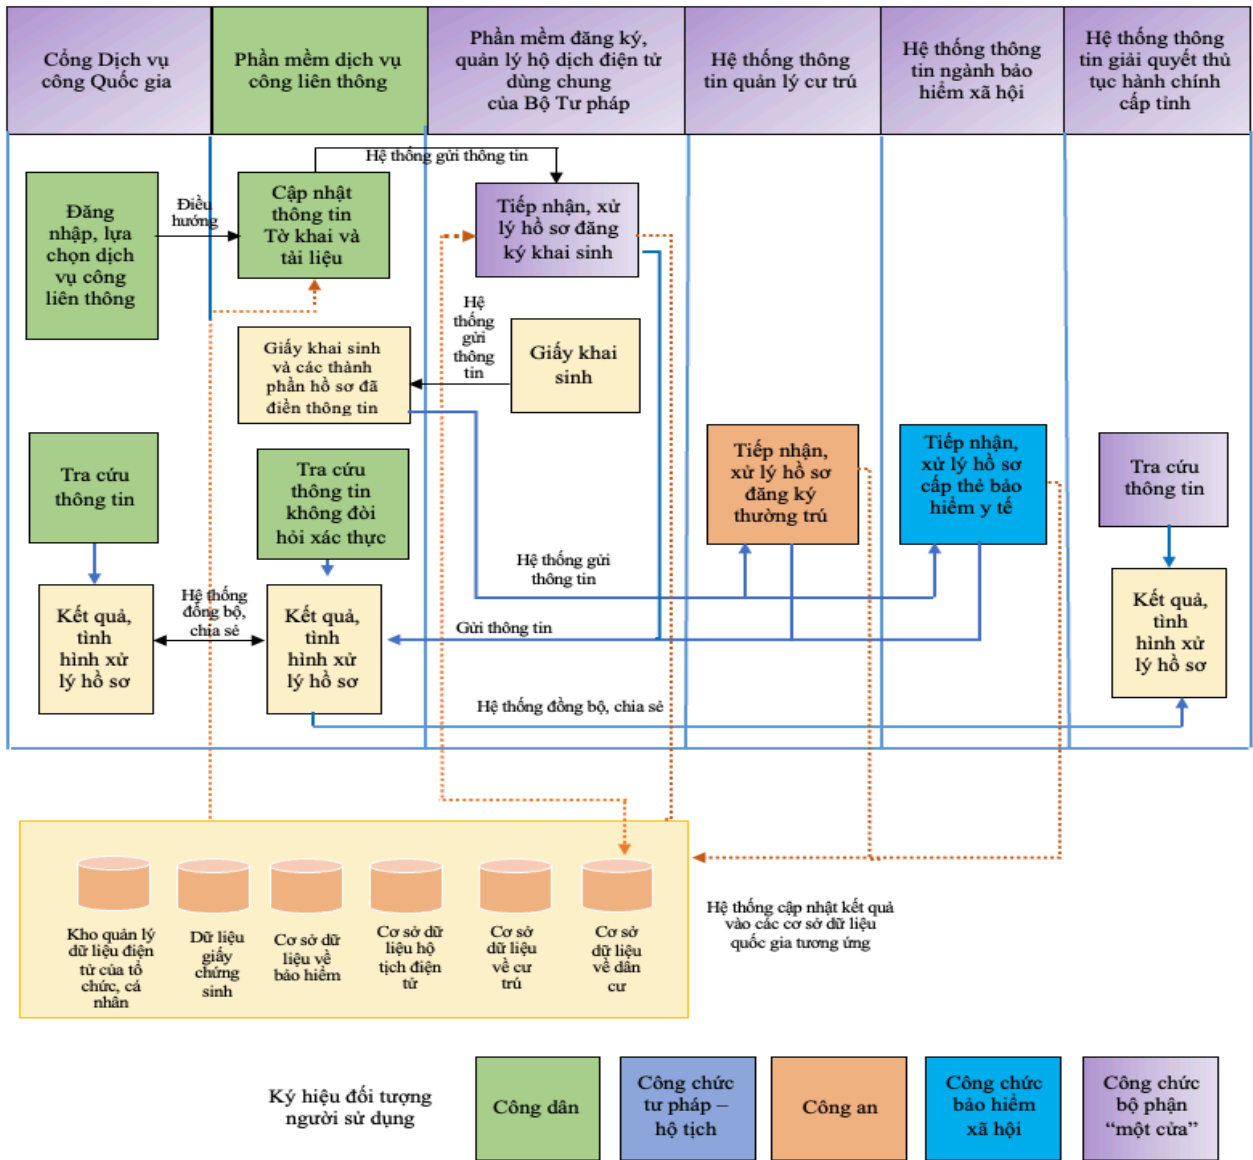 Cổng Dịch vụ
công Quốc gia
Phần mềm dịch vụ
công liên thông
Phần mềm đăng ký,
quản lý hộ dịch điện tử
dùng chung
của Bộ Tư pháp
Hệ thống thông
tin quản lý cư trú
Hệ thống thông
tin ngành bảo
hiểm xã hội
Hệ thống thông
tin giải quyết thủ
tục hành chính
cấp tỉnh
Hệ thống gửi thông tin
Đăng
nhập, lựa
chọn dịch
vụ công
liên thông
Điều
hướng
Cập nhật
thông tin
Tờ khai và
tài liệu
Tiếp nhận, xử
lý hồ sơ đăng
ký khai sinh
Hệ
thống
gửi
thông
tin
Giấy khai sinh
và các thành
phần hồ sơ đã
điền thông tin
Giấy khai
sinh
Tra cứu
thông tin
Tra cứu
thông tin
không đòi
hỏi xác thực
Tiếp nhận,
xử lý hồ sơ
đăng ký
thường trú
Tiếp nhận,
xử lý hồ sơ
cấp thẻ bảo
hiểm y tế
Tra cứu
thông tin
Hệ thống gửi
thông tin
Kết quả,
tình
hình xử
lý hồ sơ
Hệ thống
đồng bộ,
chia sẻ
Kết quả,
tình
hình xử
lý hồ sơ
Gửi thông tin
Kết quả,
tình
hình xử
lý hồ sơ
Hệ thống đồng bộ, chia sẻ
Kho quản lý
dữ liệu điện
tử của tổ
chức, cá
nhân
Dữ liệu
giấy
chứng
sinh
Cơ sở dữ
liệu về
bảo hiểm
Cơ sở dữ
liệu hộ
tịch điện
tử
Cơ sở
dữ liệu
về cư
trú
Cơ sở
dữ liệu
về dân
cư
Hệ thống cập nhật kết quả
vào các cơ sở dữ liệu
quốc gia tương ứng
Ký hiệu đối tượng
người sử dụng
Công dân
Công chức
tư pháp –
hộ tịch
Công an
Công chức
bảo hiểm
xã hội
Công chức
bộ phận
“một cửa”